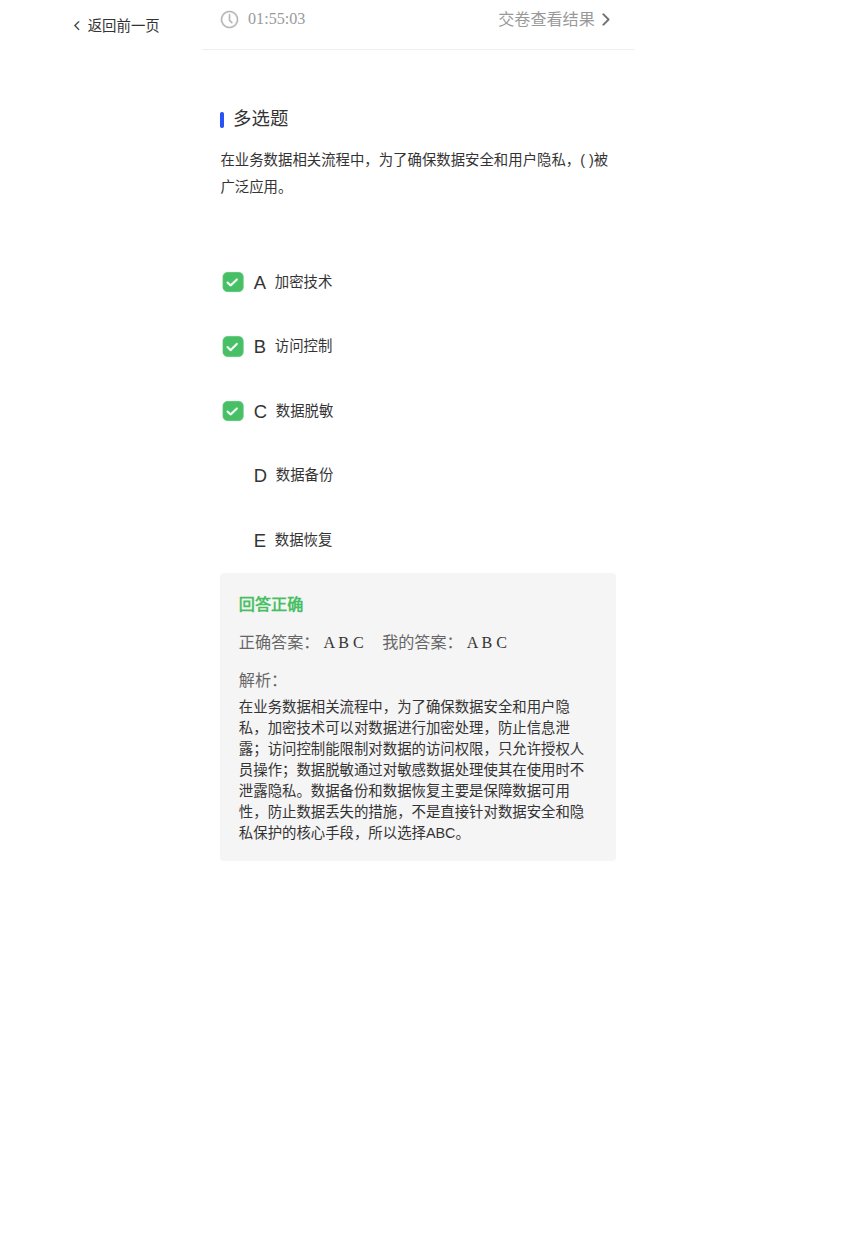 返回前一页
01:55:03
交卷查看结果
多选题
在业务数据相关流程中，为了确保数据安全和用户隐私，( )被
广泛应用。
A 加密技术
B 访问控制
C 数据脱敏
D 数据备份
E 数据恢复
回答正确
正确答案： A B C 我的答案： A B C
解析：
在业务数据相关流程中，为了确保数据安全和用户隐
私，加密技术可以对数据进行加密处理，防止信息泄
露；访问控制能限制对数据的访问权限，只允许授权人
员操作；数据脱敏通过对敏感数据处理使其在使用时不
泄露隐私。数据备份和数据恢复主要是保障数据可用
性，防止数据丢失的措施，不是直接针对数据安全和隐
私保护的核心手段，所以选择ABC。